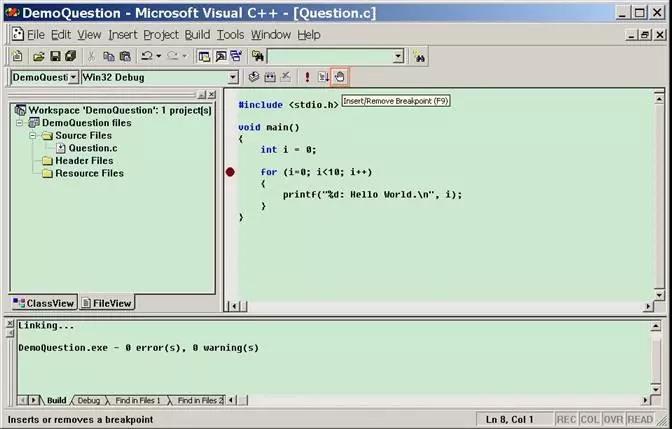 DemoQuestion - Microsoft Visual C++ - [Question.c]
File Edit View Insert Project Build Tools Window Help
DemoQuesti Win32 Debug
Insert/Remove Breakpoint (F9)
Workspace 'DemoQuestion': 1 project(s)
DemoQuestion files
Source Files
Question.c
Header Files
Resource Files
ClassView FileView
#include <stdio.h>
void main()
{
int i = 0;
for (i=0; i<10; i++)
{
printf("%d: Hello World.\n", i);
}
}
Linking...
DemoQuestion.exe - 0 error(s), 0 warning(s)
Build Debug Find in Files 1 Find in Files 2
Inserts or removes a breakpoint Ln 8, Col 1 REC COL OVR READ